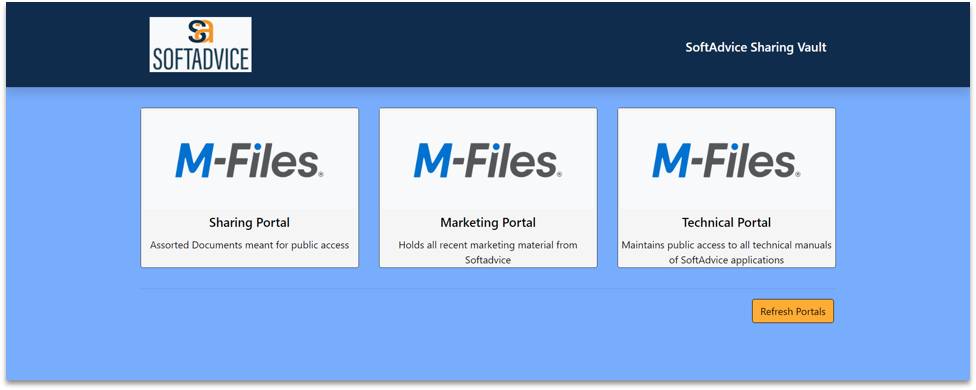 sa
SOFTADVICE
SoftAdvice Sharing Vault
M-Files®
M-Files®
M-Files®
Sharing Portal
Assorted Documents meant for public access
Marketing Portal
Holds all recent marketing material from
Softadvice
Technical Portal
Maintains public access to all technical manuals
of SoftAdvice applications
Refresh Portals